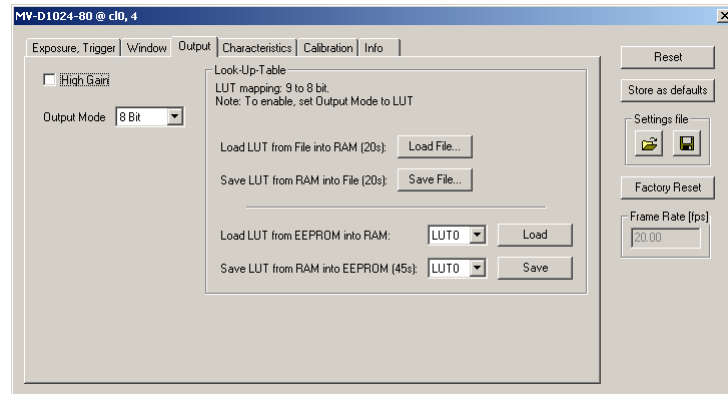 MV-D1024-80 @ cl0, 4
Exposure, Trigger Window Output Characteristics Calibration Info
High Gain
Output Mode 8 Bit
Look-Up-Table
LUT mapping: 9 to 8 bit.
Note: To enable, set Output Mode to LUT
Load LUT from File into RAM (20s): Load File...
Save LUT from RAM into File (20s): Save File...
Load LUT from EEPROM into RAM: LUT0 Load
Save LUT from RAM into EEPROM (45s): LUT0 Save
Reset
Store as defaults
Settings file
Factory Reset
Frame Rate [fps]
20.00